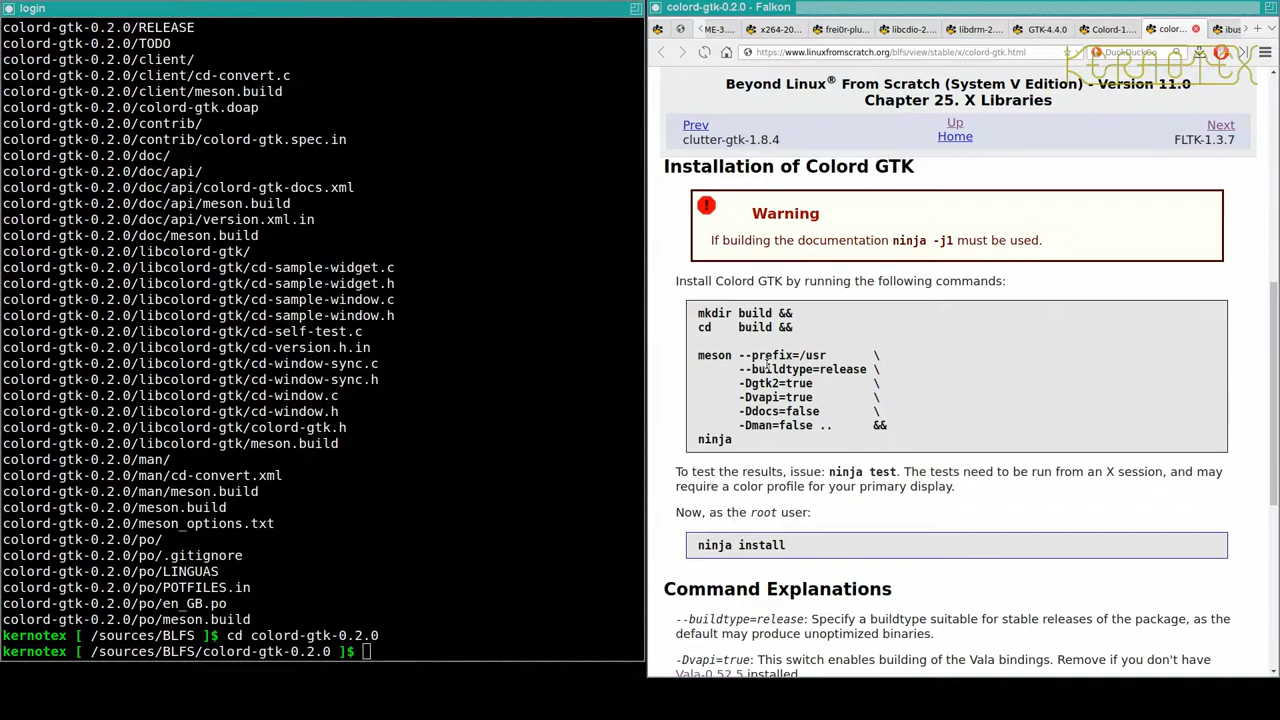 login
colord-gtk-0.2.0/RELEASE
colord-gtk-0.2.0/TODO
colord-gtk-0.2.0/client/
colord-gtk-0.2.0/client/cd-convert.c
colord-gtk-0.2.0/client/meson.build
colord-gtk-0.2.0/colord-gtk.doap
colord-gtk-0.2.0/contrib/
colord-gtk-0.2.0/contrib/colord-gtk.spec.in
colord-gtk-0.2.0/doc/
colord-gtk-0.2.0/doc/api/
colord-gtk-0.2.0/doc/api/colord-gtk-docs.xml
colord-gtk-0.2.0/doc/api/meson.build
colord-gtk-0.2.0/doc/api/version.xml.in
colord-gtk-0.2.0/doc/meson.build
colord-gtk-0.2.0/libcolord-gtk/
colord-gtk-0.2.0/libcolord-gtk/cd-sample-widget.c
colord-gtk-0.2.0/libcolord-gtk/cd-sample-widget.h
colord-gtk-0.2.0/libcolord-gtk/cd-sample-window.c
colord-gtk-0.2.0/libcolord-gtk/cd-sample-window.h
colord-gtk-0.2.0/libcolord-gtk/cd-self-test.c
colord-gtk-0.2.0/libcolord-gtk/cd-version.h.in
colord-gtk-0.2.0/libcolord-gtk/cd-window-sync.c
colord-gtk-0.2.0/libcolord-gtk/cd-window-sync.h
colord-gtk-0.2.0/libcolord-gtk/cd-window.c
colord-gtk-0.2.0/libcolord-gtk/cd-window.h
colord-gtk-0.2.0/libcolord-gtk/colord-gtk.h
colord-gtk-0.2.0/libcolord-gtk/meson.build
colord-gtk-0.2.0/man/
colord-gtk-0.2.0/man/cd-convert.xml
colord-gtk-0.2.0/man/meson.build
colord-gtk-0.2.0/meson.build
colord-gtk-0.2.0/meson_options.txt
colord-gtk-0.2.0/po/
colord-gtk-0.2.0/po/.gitignore
colord-gtk-0.2.0/po/LINGUAS
colord-gtk-0.2.0/po/POTFILES.in
colord-gtk-0.2.0/po/en_GB.po
colord-gtk-0.2.0/po/meson.build
kernotex [ /sources/BLFS ]$ cd colord-gtk-0.2.0
kernotex [ /sources/BLFS/colord-gtk-0.2.0 ]$
colord-gtk-0.2.0 - Falkon
ME-3.... x264-20... frei0r-plu... libcdio-2... libdrm-2... GTK-4.4.0 Colord-1.... color... ibus
https://www.linuxfromscratch.org/blfs/view/stable/x/colord-gtk.html DuckDuckGo
KERNOTEX
Beyond Linux® From Scratch (System V Edition) - Version 11.0
Chapter 25. X Libraries
Prev Up Next
clutter-gtk-1.8.4 Home FLTK-1.3.7
Installation of Colord GTK
Warning
If building the documentation ninja -j1 must be used.
Install Colord GTK by running the following commands:
mkdir build &&
cd    build &&
meson --prefix=/usr       \
--buildtype=release \
-Dgtk2=true         \
-Dvapi=true         \
-Ddocs=false        \
-Dman=false ..      &&
ninja
To test the results, issue: ninja test. The tests need to be run from an X session, and may
require a color profile for your primary display.
Now, as the root user:
ninja install
Command Explanations
--buildtype=release: Specify a buildtype suitable for stable releases of the package, as the
default may produce unoptimized binaries.
-Dvapi=true: This switch enables building of the Vala bindings. Remove if you don't have
Vala-0.52.5 installed.